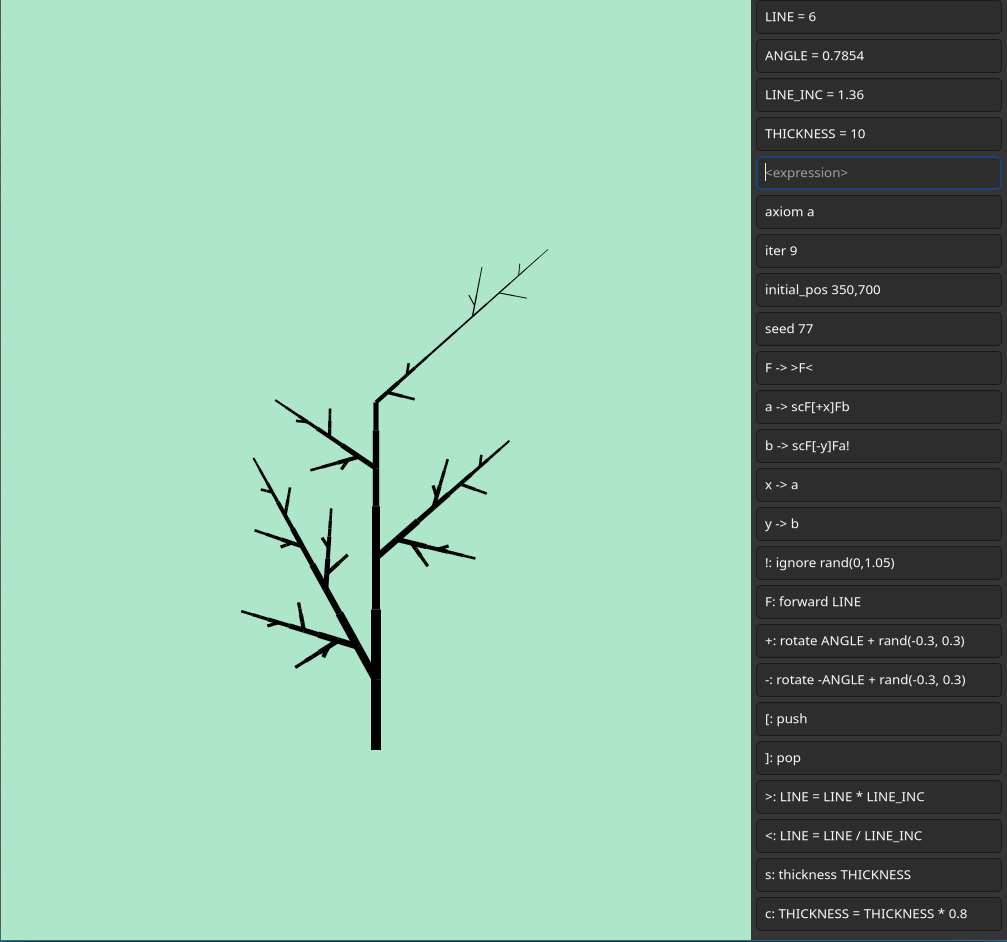 LINE = 6
ANGLE = 0.7854
LINE_INC = 1.36
THICKNESS = 10
<expression>
axiom a
iter 9
initial_pos 350,700
seed 77
F -> >F<
a -> scF[+x]Fb
b -> scF[-y]Fa!
x -> a
y -> b
!: ignore rand(0,1.05)
F: forward LINE
+: rotate ANGLE + rand(-0.3, 0.3)
-: rotate -ANGLE + rand(-0.3, 0.3)
[: push
]: pop
>: LINE = LINE * LINE_INC
<: LINE = LINE / LINE_INC
s: thickness THICKNESS
c: THICKNESS = THICKNESS * 0.8